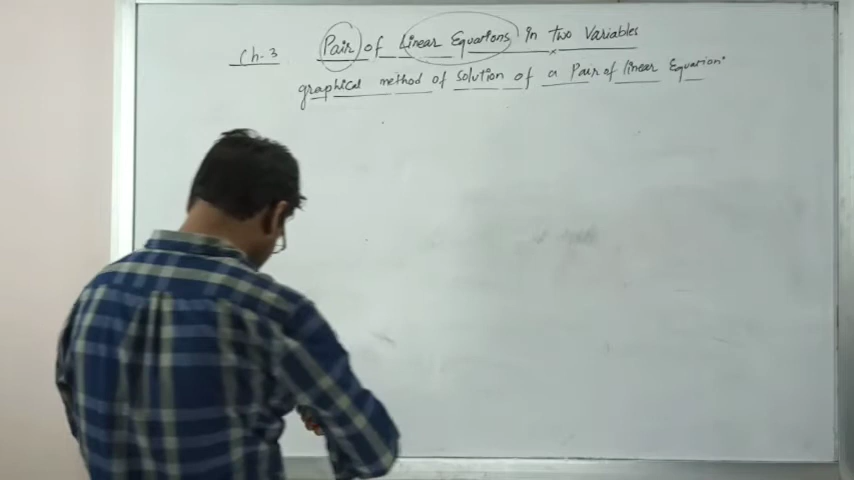 Ch. 3 Pair of Linear Equations in two Variables
graphical method of Solution of a Pair of linear Equation.